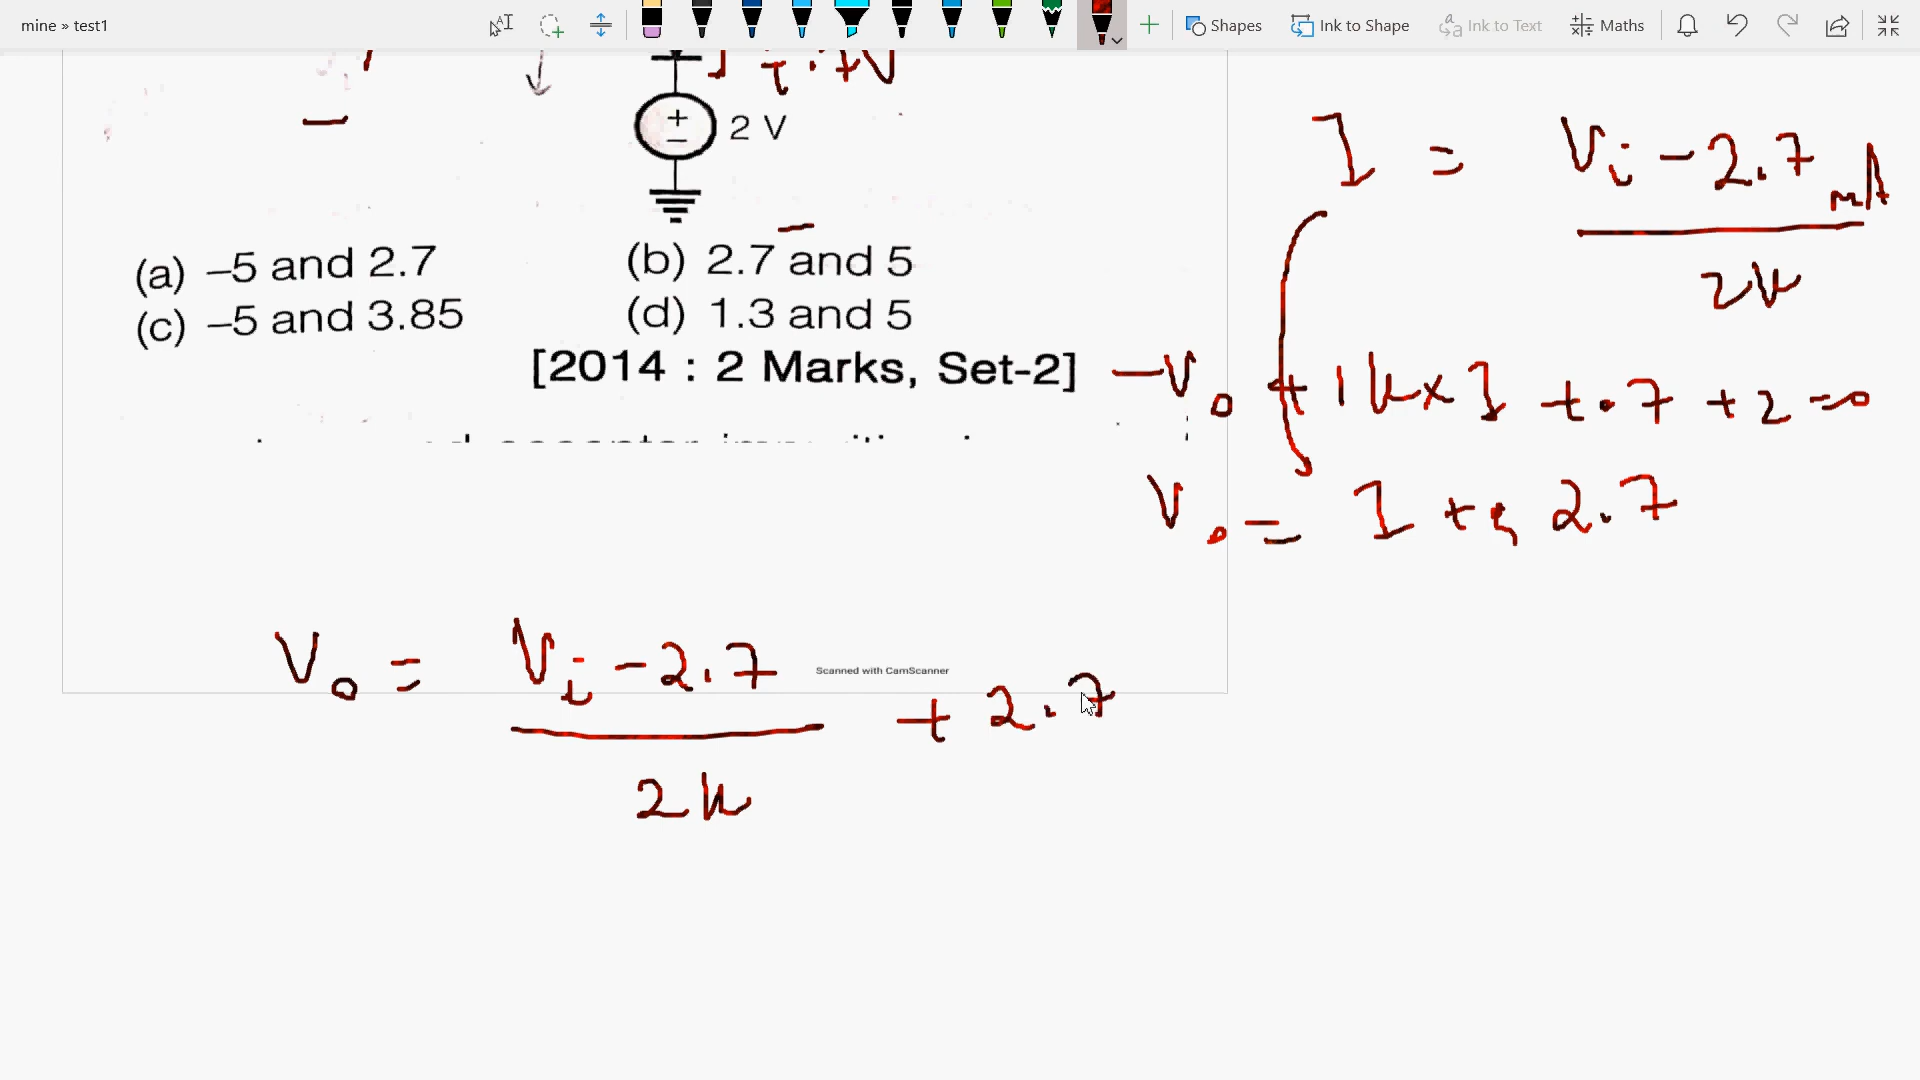 mine » test1
Shapes Ink to Shape Ink to Text Maths
+
−
2 V
I = Vi − 2.7 mA
2k
(a) –5 and 2.7 (b) 2.7 and 5
(c) –5 and 3.85 (d) 1.3 and 5
[2014 : 2 Marks, Set-2]
−Vo + 1k×I + .7 + 2 = 0
Vo = I + 2.7
Vo = Vi − 2.7 + 2.7
2k
Scanned with CamScanner